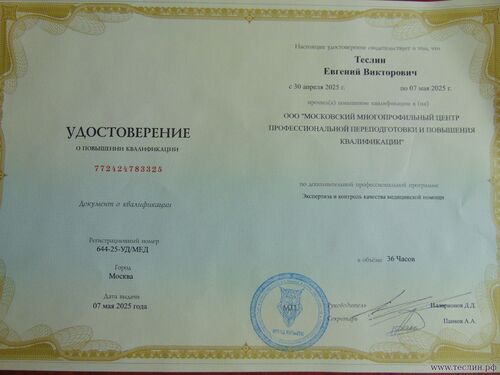 УДОСТОВЕРЕНИЕ
О ПОВЫШЕНИИ КВАЛИФИКАЦИИ
772424783325
Документ о квалификации
Регистрационный номер
644-25-УД/МЕД
Город
Москва
Дата выдачи
07 мая 2025 года
Настоящее удостоверение свидетельствует о том, что
Теслин
Евгений Викторович
с 30 апреля 2025 г. по 07 мая 2025 г.
прошел(а) повышение квалификации в (на)
ООО "МОСКОВСКИЙ МНОГОПРОФИЛЬНЫЙ ЦЕНТР
ПРОФЕССИОНАЛЬНОЙ ПЕРЕПОДГОТОВКИ И ПОВЫШЕНИЯ
КВАЛИФИКАЦИИ"
по дополнительной профессиональной программе
Экспертиза и контроль качества медицинской помощи
в объёме 36 Часов
М.П.
Руководитель Илларионов Д.Д.
Секретарь Панков А.А.
www.теслин.рф